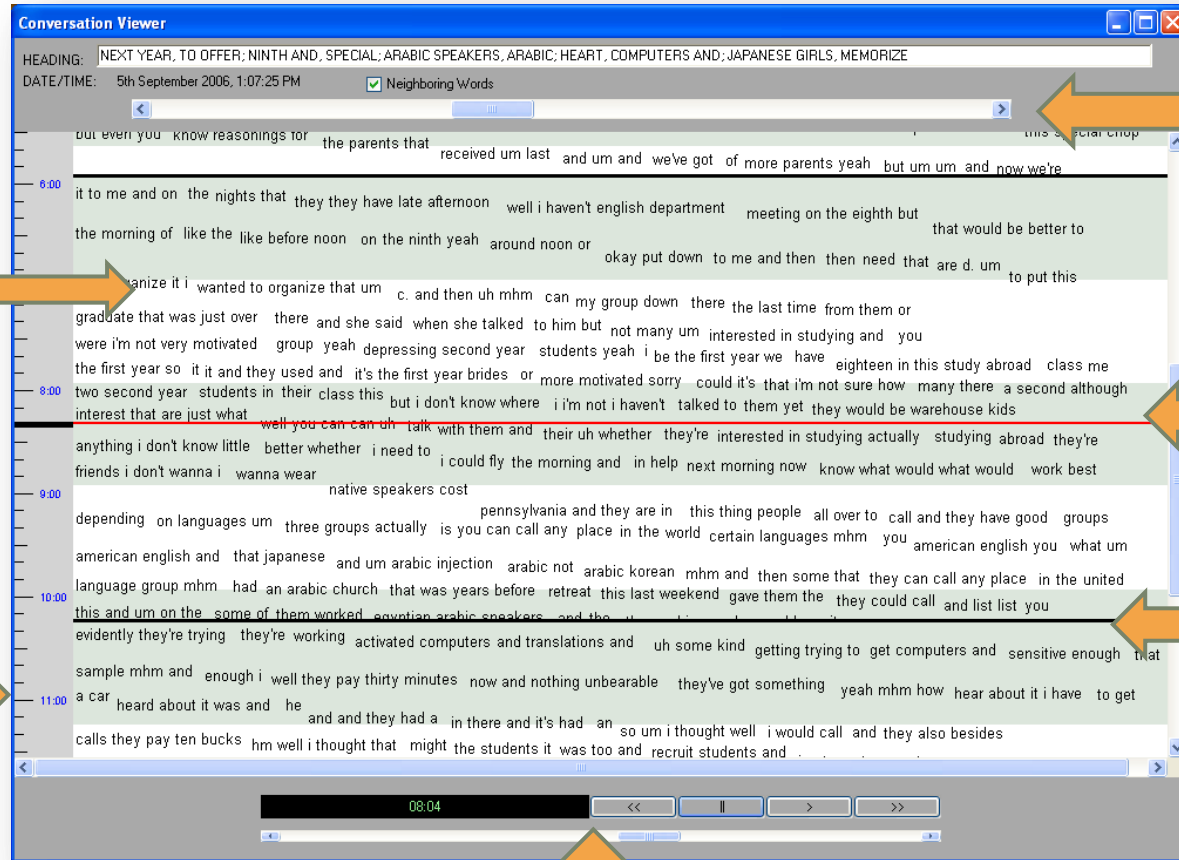 Conversation Viewer
HEADING: NEXT YEAR, TO OFFER; NINTH AND, SPECIAL; ARABIC SPEAKERS, ARABIC; HEART, COMPUTERS AND; JAPANESE GIRLS, MEMORIZE
DATE/TIME: 5th September 2006, 1:07:25 PM Neighboring Words
but even you know reasonings for the parents that this special chop
received um last and um and we've got of more parents yeah but um um and now we're
6:00
it to me and on the nights that they they have late afternoon well i haven't english department meeting on the eighth but
the morning of like the like before noon on the ninth yeah around noon or that would be better to
okay put down to me and then then need that are d. um to put this
anize it i wanted to organize that um c. and then uh mhm can my group down there the last time from them or
graduate that was just over there and she said when she talked to him but not many um interested in studying and you
were i'm not very motivated group yeah depressing second year students yeah i be the first year we have eighteen in this study abroad class me
the first year so it it and they used and it's the first year brides or more motivated sorry could it's that i'm not sure how many there a second although
8:00 two second year students in their class this but i don't know where i i'm not i haven't talked to them yet they would be warehouse kids
interest that are just what
well you can can uh talk with them and their uh whether they're interested in studying actually studying abroad they're
anything i don't know little better whether i need to i could fly the morning and in help next morning now know what would what would work best
friends i don't wanna i wanna wear
9:00 native speakers cost
pennsylvania and they are in this thing people all over to call and they have good groups
depending on languages um three groups actually is you can call any place in the world certain languages mhm you american english you what um
american english and that japanese and um arabic injection arabic not arabic korean mhm and then some that they can call any place in the united
language group mhm had an arabic church that was years before retreat this last weekend gave them the they could call and list list you
10:00
this and um on the some of them worked egyptian arabic speakers and the
evidently they're trying they're working activated computers and translations and uh some kind getting trying to get computers and sensitive enough that
sample mhm and enough i well they pay thirty minutes now and nothing unbearable they've got something yeah mhm how hear about it i have to get
11:00 a car heard about it was and he
and and they had a in there and it's had an so um i thought well i would call and they also besides
calls they pay ten bucks hm well i thought that might the students it was too and recruit students and
08:04 << || > >>